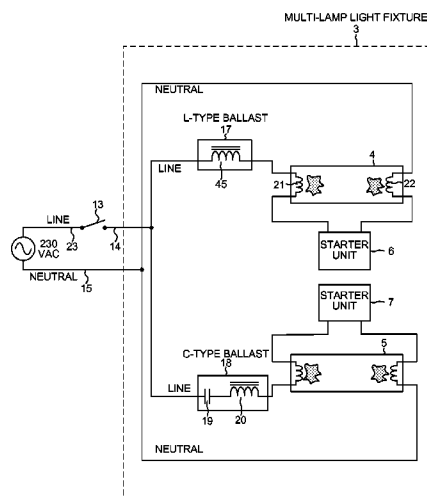 MULTI-LAMP LIGHT FIXTURE
3
NEUTRAL
L-TYPE BALLAST
17
LINE
45
4
21
22
13
LINE
23
14
230
VAC
NEUTRAL
15
STARTER
UNIT
6
STARTER
UNIT
7
C-TYPE BALLAST
18
5
LINE
19
20
NEUTRAL